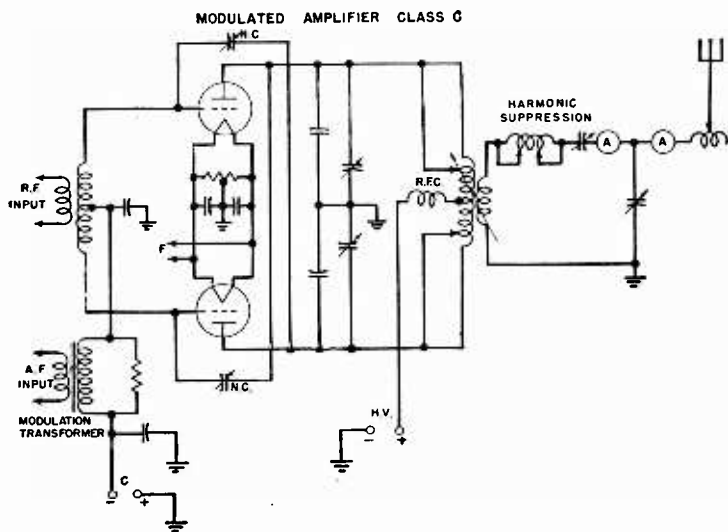 MODULATED AMPLIFIER CLASS C
N.C.
HARMONIC
SUPPRESSION
A
A
R.F.
INPUT
R.F.C.
F
A.F.
INPUT
N.C.
MODULATION
TRANSFORMER
H.V.
- +
C
- +